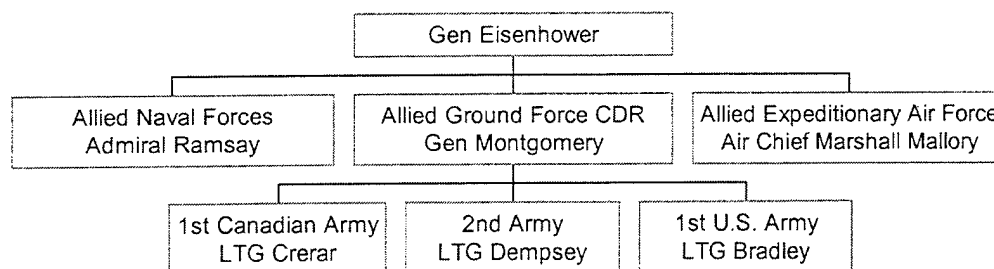 Gen Eisenhower
Allied Naval Forces
Admiral Ramsay
Allied Ground Force CDR
Gen Montgomery
Allied Expeditionary Air Force
Air Chief Marshall Mallory
1st Canadian Army
LTG Crerar
2nd Army
LTG Dempsey
1st U.S. Army
LTG Bradley